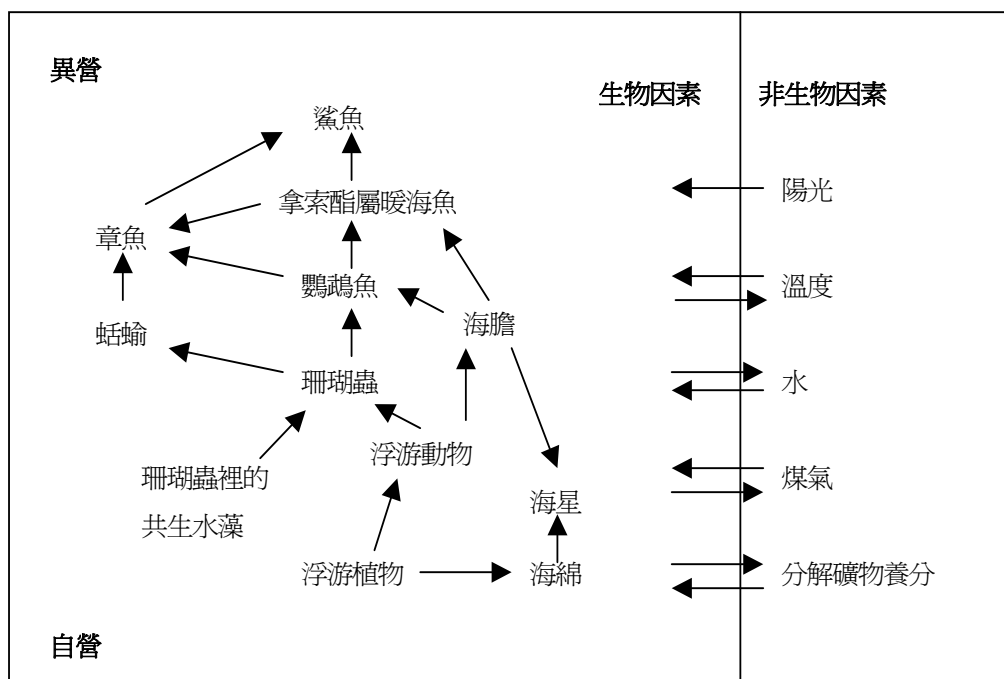 異營
生物因素
非生物因素
鯊魚
陽光
拿索酯屬暖海魚
章魚
鸚鵡魚
溫度
海膽
蛞蝓
珊瑚蟲
水
浮游動物
珊瑚蟲裡的
共生水藻
煤氣
海星
浮游植物
海綿
分解礦物養分
自營